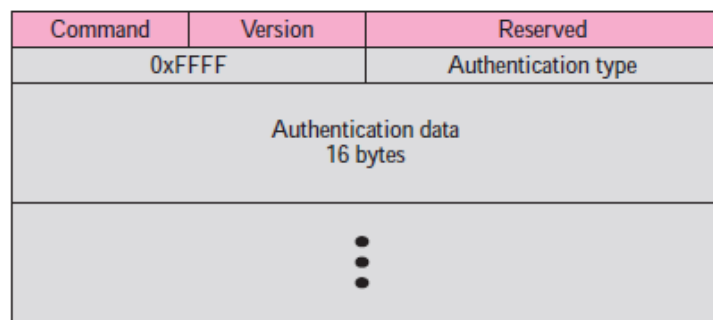 Command Version Reserved
0xFFFF Authentication type
Authentication data
16 bytes